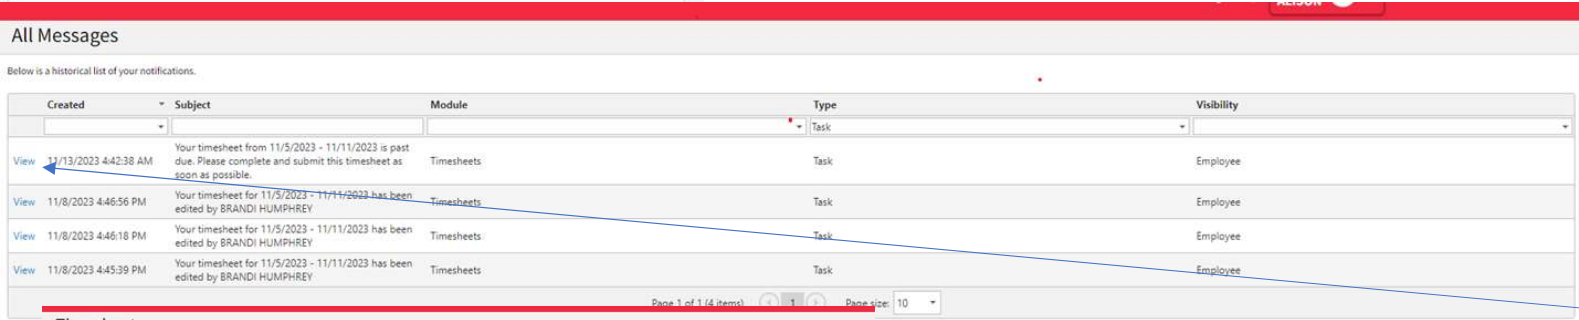 ALISON
All Messages
Below is a historical list of your notifications.
Created Subject Module Type Visibility
Task
View 11/13/2023 4:42:38 AM Your timesheet from 11/5/2023 - 11/11/2023 is past
due. Please complete and submit this timesheet as
soon as possible. Timesheets Task Employee
View 11/8/2023 4:46:56 PM Your timesheet for 11/5/2023 - 11/11/2023 has been
edited by BRANDI HUMPHREY Timesheets Task Employee
View 11/8/2023 4:46:18 PM Your timesheet for 11/5/2023 - 11/11/2023 has been
edited by BRANDI HUMPHREY Timesheets Task Employee
View 11/8/2023 4:45:39 PM Your timesheet for 11/5/2023 - 11/11/2023 has been
edited by BRANDI HUMPHREY Timesheets Task Employee
Page 1 of 1 (4 items) 1 Page size: 10